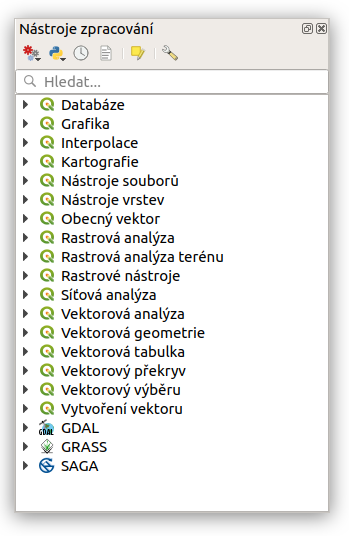 Nástroje zpracování
Hledat...
Databáze
Grafika
Interpolace
Kartografie
Nástroje souborů
Nástroje vrstev
Obecný vektor
Rastrová analýza
Rastrová analýza terénu
Rastrové nástroje
Síťová analýza
Vektorová analýza
Vektorová geometrie
Vektorová tabulka
Vektorový překryv
Vektorový výběru
Vytvoření vektoru
GDAL
GRASS
SAGA